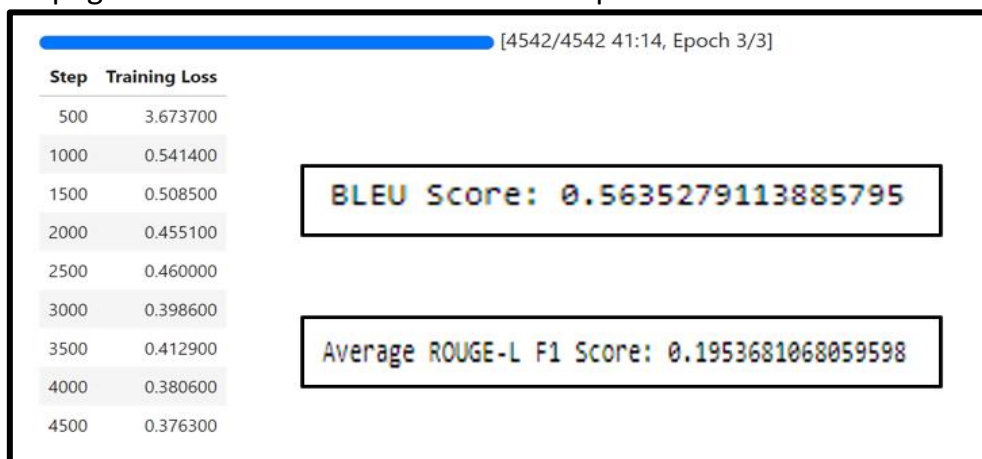 [4542/4542 41:14, Epoch 3/3]
Step Training Loss
500 3.673700
1000 0.541400
1500 0.508500
2000 0.455100
2500 0.460000
3000 0.398600
3500 0.412900
4000 0.380600
4500 0.376300
BLEU Score: 0.5635279113885795
Average ROUGE-L F1 Score: 0.1953681068059598